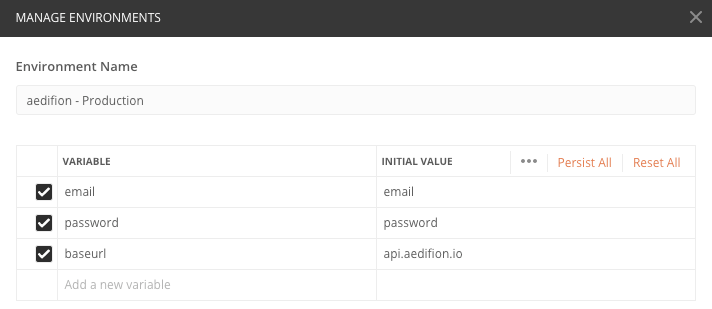 MANAGE ENVIRONMENTS
Environment Name
aedifion - Production
VARIABLE INITIAL VALUE ••• Persist All Reset All
email email
password password
baseurl api.aedifion.io
Add a new variable